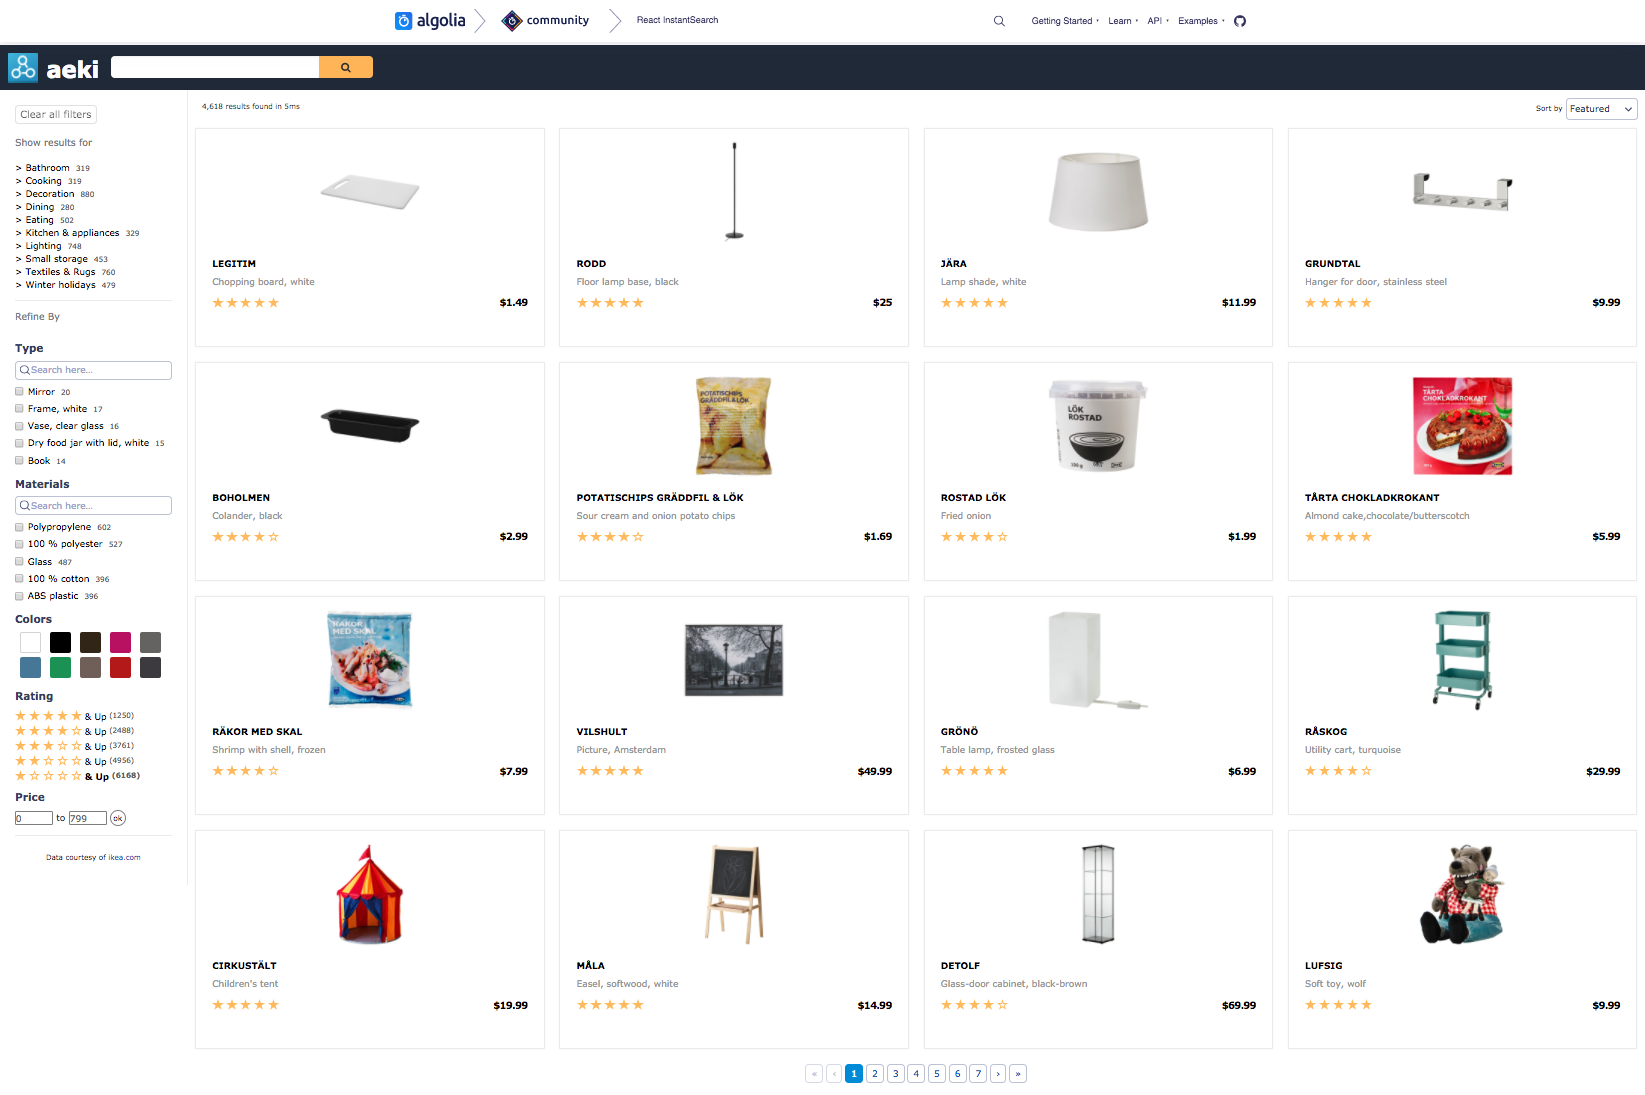 algolia
community
React InstantSearch
Getting Started
Learn
API
Examples
aeki
Clear all filters
Show results for
> Bathroom 319
> Cooking 319
> Decoration 880
> Dining 280
> Eating 502
> Kitchen & appliances 329
> Lighting 748
> Small storage 453
> Textiles & Rugs 760
> Winter holidays 479
Refine By
Type
Search here...
Mirror 20
Frame, white 17
Vase, clear glass 16
Dry food jar with lid, white 15
Book 14
Materials
Search here...
Polypropylene 602
100 % polyester 527
Glass 487
100 % cotton 396
ABS plastic 396
Colors
Rating
★★★★★ & Up (1250)
★★★★☆ & Up (2488)
★★★☆☆ & Up (3761)
★★☆☆☆ & Up (4956)
★☆☆☆☆ & Up (6168)
Price
0 to 799 ok
Data courtesy of ikea.com
4,618 results found in 5ms
Sort by Featured
LEGITIM
Chopping board, white
★★★★★ $1.49
RODD
Floor lamp base, black
★★★★★ $25
JÄRA
Lamp shade, white
★★★★★ $11.99
GRUNDTAL
Hanger for door, stainless steel
★★★★★ $9.99
BOHOLMEN
Colander, black
★★★★☆ $2.99
POTATISCHIPS
GRÄDDFIL & LÖK
POTATISCHIPS GRÄDDFIL & LÖK
Sour cream and onion potato chips
★★★★☆ $1.69
LÖK
ROSTAD
100 g
ROSTAD LÖK
Fried onion
★★★★☆ $1.99
TÅRTA
CHOKLADKROKANT
TÅRTA CHOKLADKROKANT
Almond cake,chocolate/butterscotch
★★★★★ $5.99
RÄKOR
MED SKAL
RÄKOR MED SKAL
Shrimp with shell, frozen
★★★★☆ $7.99
VILSHULT
Picture, Amsterdam
★★★★★ $49.99
GRÖNÖ
Table lamp, frosted glass
★★★★★ $6.99
RÅSKOG
Utility cart, turquoise
★★★★☆ $29.99
CIRKUSTÄLT
Children's tent
★★★★★ $19.99
MÅLA
Easel, softwood, white
★★★★★ $14.99
DETOLF
Glass-door cabinet, black-brown
★★★★☆ $69.99
LUFSIG
Soft toy, wolf
★★★★★ $9.99
« ‹ 1 2 3 4 5 6 7 › »